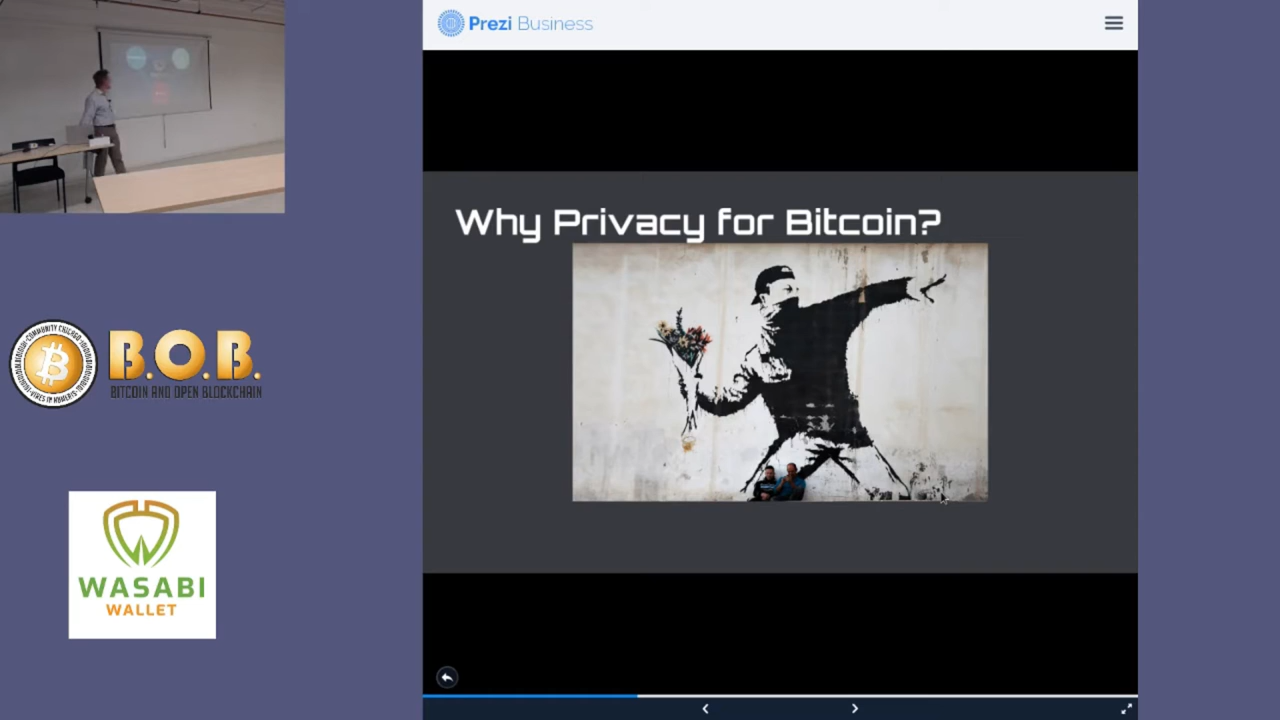 Prezi Business
Why Privacy for Bitcoin?
B.O.B.
BITCOIN AND OPEN BLOCKCHAIN
WASABI
WALLET